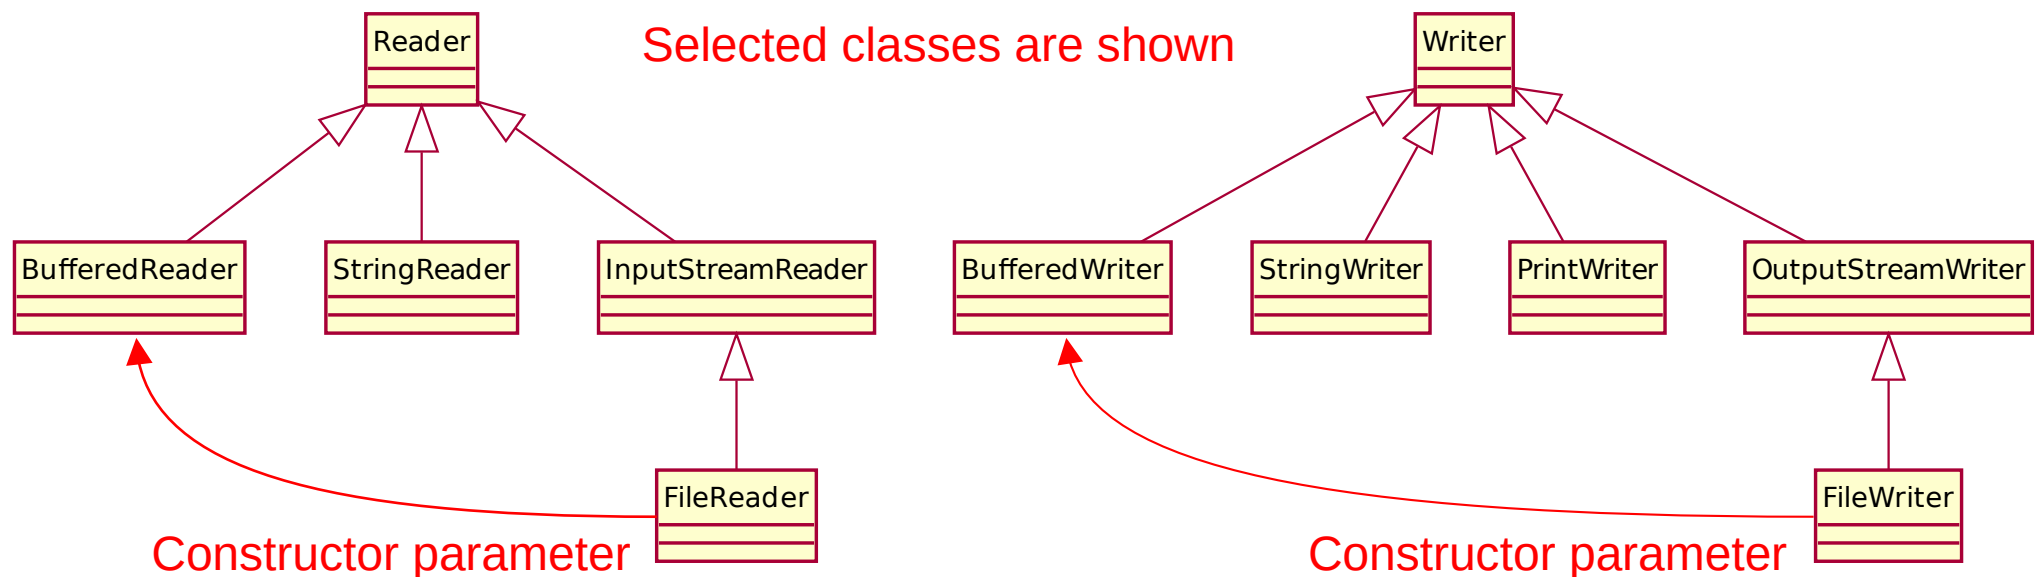 Reader
Selected classes are shown
Writer
BufferedReader
StringReader
InputStreamReader
BufferedWriter
StringWriter
PrintWriter
OutputStreamWriter
FileReader
FileWriter
Constructor parameter
Constructor parameter